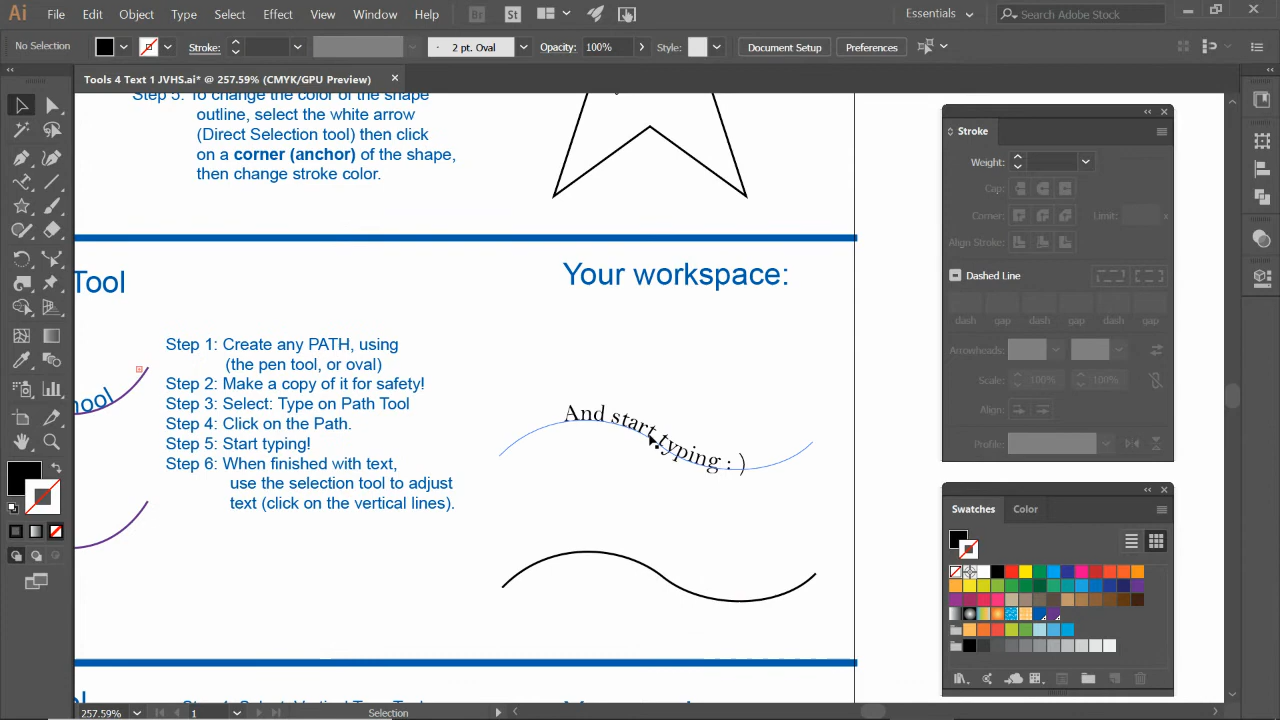 Ai File Edit Object Type Select Effect View Window Help Br St Essentials Search Adobe Stock
No Selection Stroke: 2 pt. Oval Opacity: 100% Style: Document Setup Preferences
Tools 4 Text 1 JVHS.ai* @ 257.59% (CMYK/GPU Preview)
Step 5: To change the color of the shape
outline, select the white arrow
(Direct Selection tool) then click
on a corner (anchor) of the shape,
then change stroke color.
Tool
Your workspace:
Step 1: Create any PATH, using
(the pen tool, or oval)
Step 2: Make a copy of it for safety!
Step 3: Select: Type on Path Tool
Step 4: Click on the Path.
Step 5: Start typing!
Step 6: When finished with text,
use the selection tool to adjust
text (click on the vertical lines).
hool
And start typing : )
Stroke
Weight:
Cap:
Corner: Limit: x
Align Stroke:
Dashed Line
dash gap dash gap dash gap
Arrowheads:
Scale: 100% 100%
Align:
Profile:
Swatches Color
257.59% 1 Selection